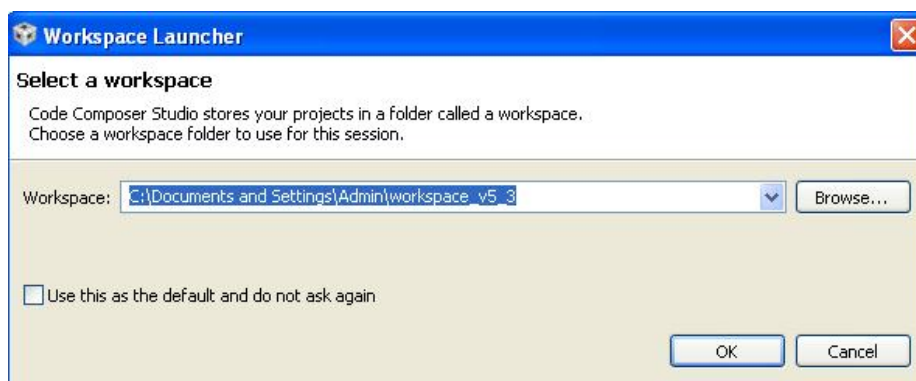 Workspace Launcher
Select a workspace
Code Composer Studio stores your projects in a folder called a workspace.
Choose a workspace folder to use for this session.
Workspace: C:\Documents and Settings\Admin\workspace_v5_3 Browse...
Use this as the default and do not ask again
OK Cancel